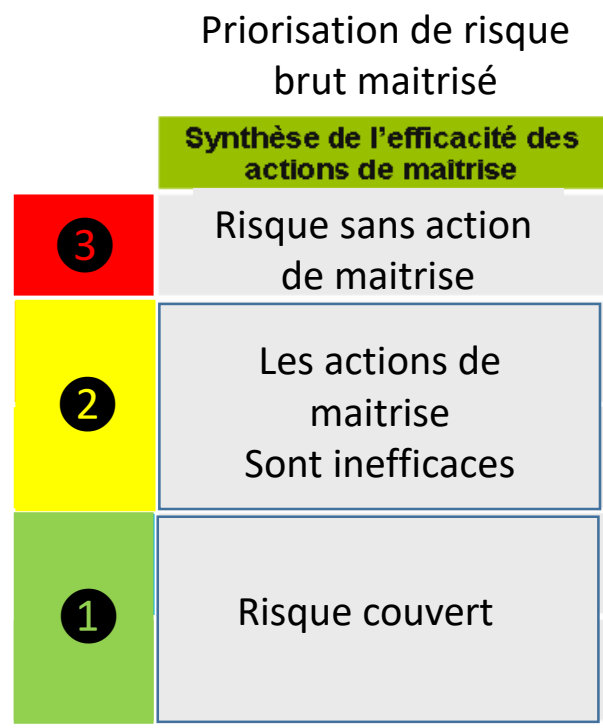 Priorisation de risque
brut maitrisé
Synthèse de l'efficacité des
actions de maîtrise
3
Risque sans action
de maitrise
2
Les actions de
maitrise
Sont inefficaces
1
Risque couvert